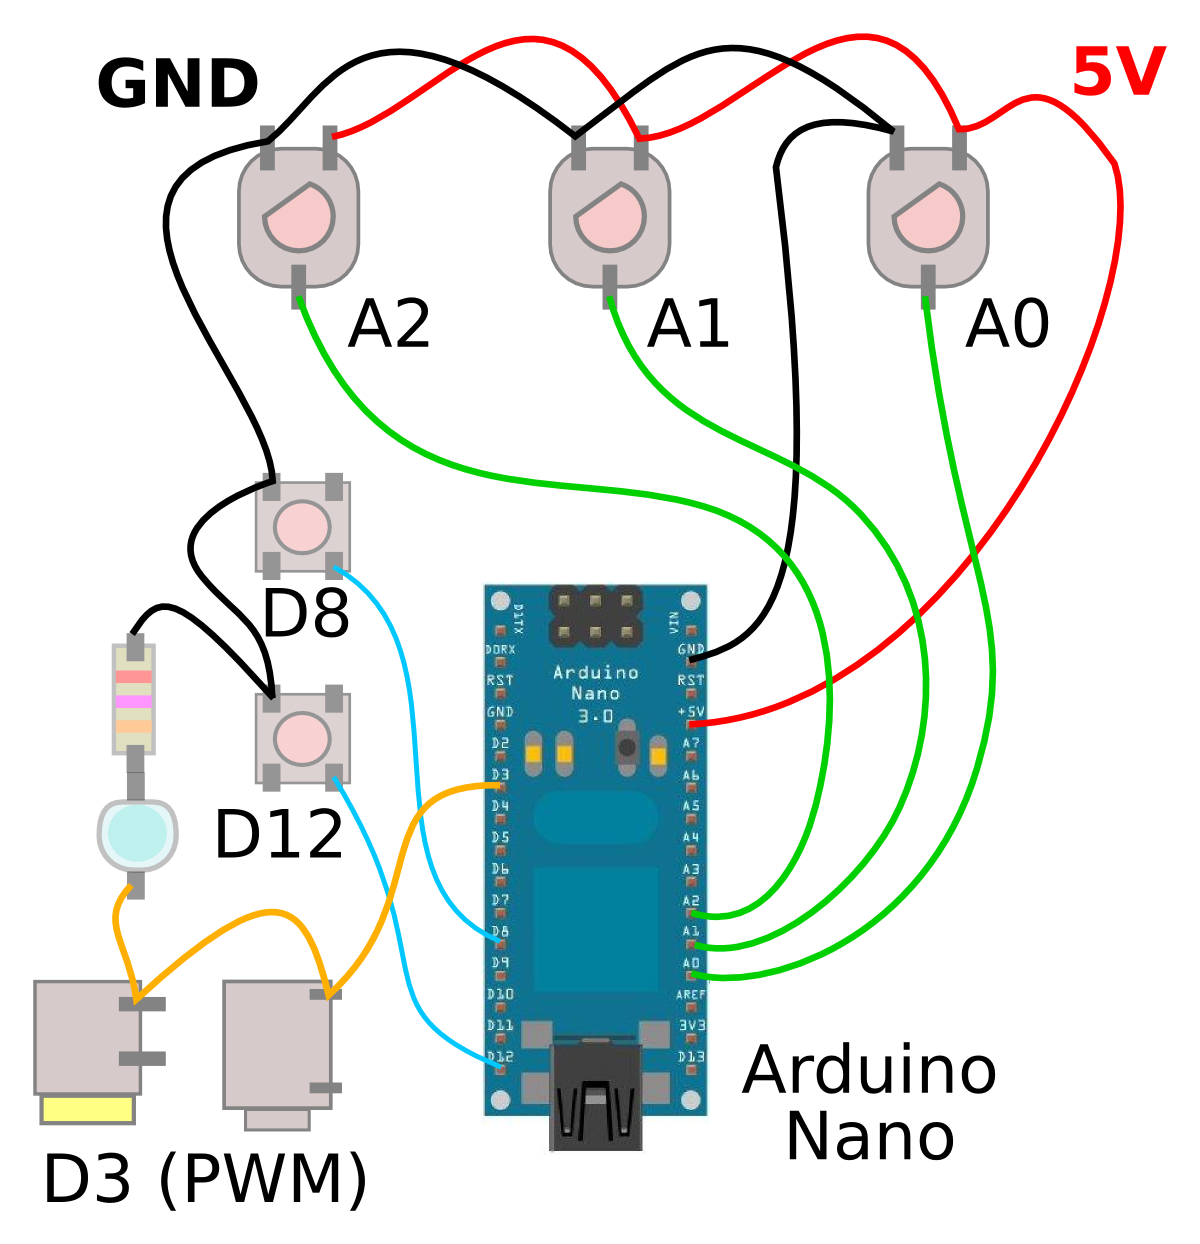 GND
5V
A2
A1
A0
D8
D12
D1TX
VIN
D0RX
GND
RST
RST
GND
+5V
D2
A7
D3
A6
D4
A5
D5
A4
D6
A3
D7
A2
D8
A1
D9
A0
D10
AREF
D11
3V3
D12
D13
Arduino
Nano
3.0
Arduino
Nano
D3 (PWM)